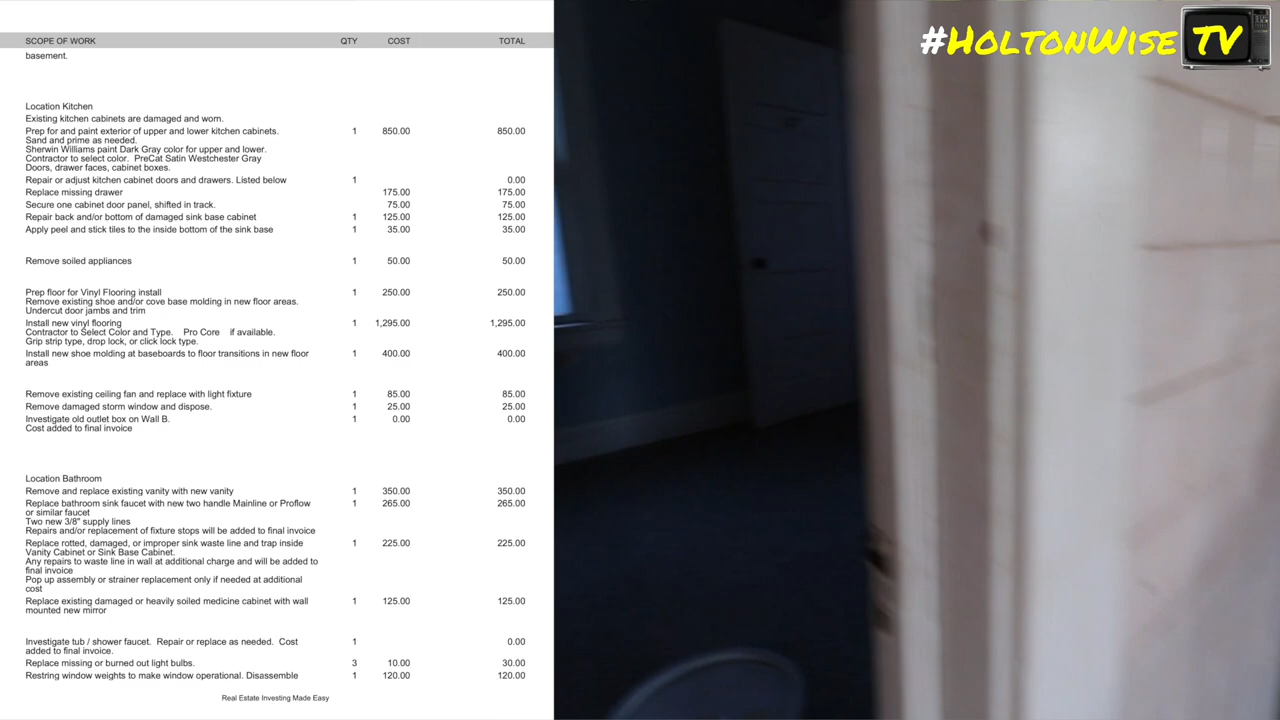 SCOPE OF WORK QTY COST TOTAL
basement.
Location Kitchen
Existing kitchen cabinets are damaged and worn.
Prep for and paint exterior of upper and lower kitchen cabinets. 1 850.00 850.00
Sand and prime as needed.
Sherwin Williams paint Dark Gray color for upper and lower.
Contractor to select color. PreCat Satin Westchester Gray
Doors, drawer faces, cabinet boxes.
Repair or adjust kitchen cabinet doors and drawers. Listed below 1 0.00
Replace missing drawer 175.00 175.00
Secure one cabinet door panel, shifted in track. 75.00 75.00
Repair back and/or bottom of damaged sink base cabinet 1 125.00 125.00
Apply peel and stick tiles to the inside bottom of the sink base 1 35.00 35.00
Remove soiled appliances 1 50.00 50.00
Prep floor for Vinyl Flooring install 1 250.00 250.00
Remove existing shoe and/or cove base molding in new floor areas.
Undercut door jambs and trim
Install new vinyl flooring 1 1,295.00 1,295.00
Contractor to Select Color and Type. Pro Core if available.
Grip strip type, drop lock, or click lock type.
Install new shoe molding at baseboards to floor transitions in new floor 1 400.00 400.00
areas
Remove existing ceiling fan and replace with light fixture 1 85.00 85.00
Remove damaged storm window and dispose. 1 25.00 25.00
Investigate old outlet box on Wall B. 1 0.00 0.00
Cost added to final invoice
Location Bathroom
Remove and replace existing vanity with new vanity 1 350.00 350.00
Replace bathroom sink faucet with new two handle Mainline or Proflow 1 265.00 265.00
or similar faucet
Two new 3/8" supply lines
Repairs and/or replacement of fixture stops will be added to final invoice
Replace rotted, damaged, or improper sink waste line and trap inside 1 225.00 225.00
Vanity Cabinet or Sink Base Cabinet.
Any repairs to waste line in wall at additional charge and will be added to
final invoice
Pop up assembly or strainer replacement only if needed at additional
cost
Replace existing damaged or heavily soiled medicine cabinet with wall 1 125.00 125.00
mounted new mirror
Investigate tub / shower faucet. Repair or replace as needed. Cost 1 0.00
added to final invoice.
Replace missing or burned out light bulbs. 3 10.00 30.00
Restring window weights to make window operational. Disassemble 1 120.00 120.00
Real Estate Investing Made Easy
#HoltonWise TV